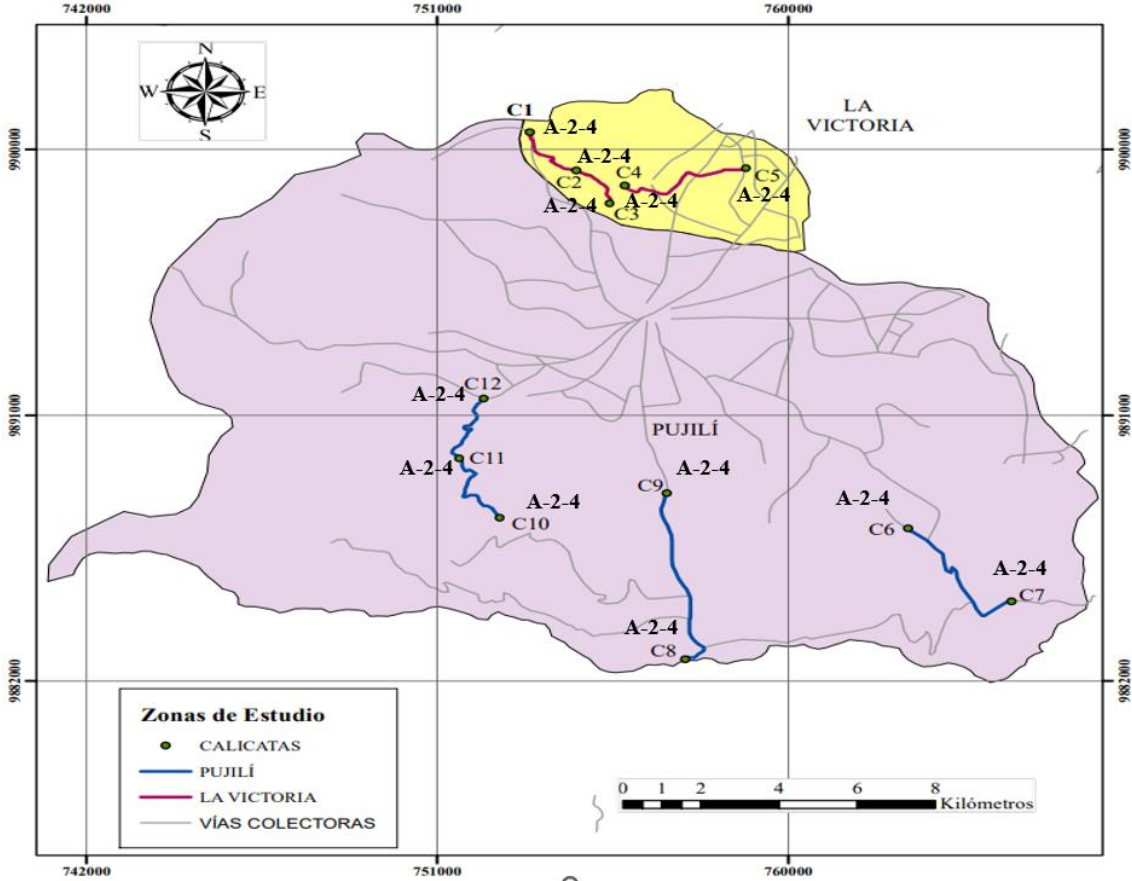 742000
751000
760000
N
W
E
S
LA
VICTORIA
C1
A-2-4
9900000
9900000
A-2-4
C2
C4
C5
A-2-4
A-2-4
A-2-4
C3
C12
A-2-4
9891000
9891000
PUJILÍ
C11
A-2-4
A-2-4
C9
A-2-4
C10
A-2-4
C6
A-2-4
C7
A-2-4
C8
9882000
9882000
Zonas de Estudio
CALICATAS
PUJILÍ
LA VICTORIA
VÍAS COLECTORAS
0 1 2 4 6 8
Kilómetros
742000
751000
760000